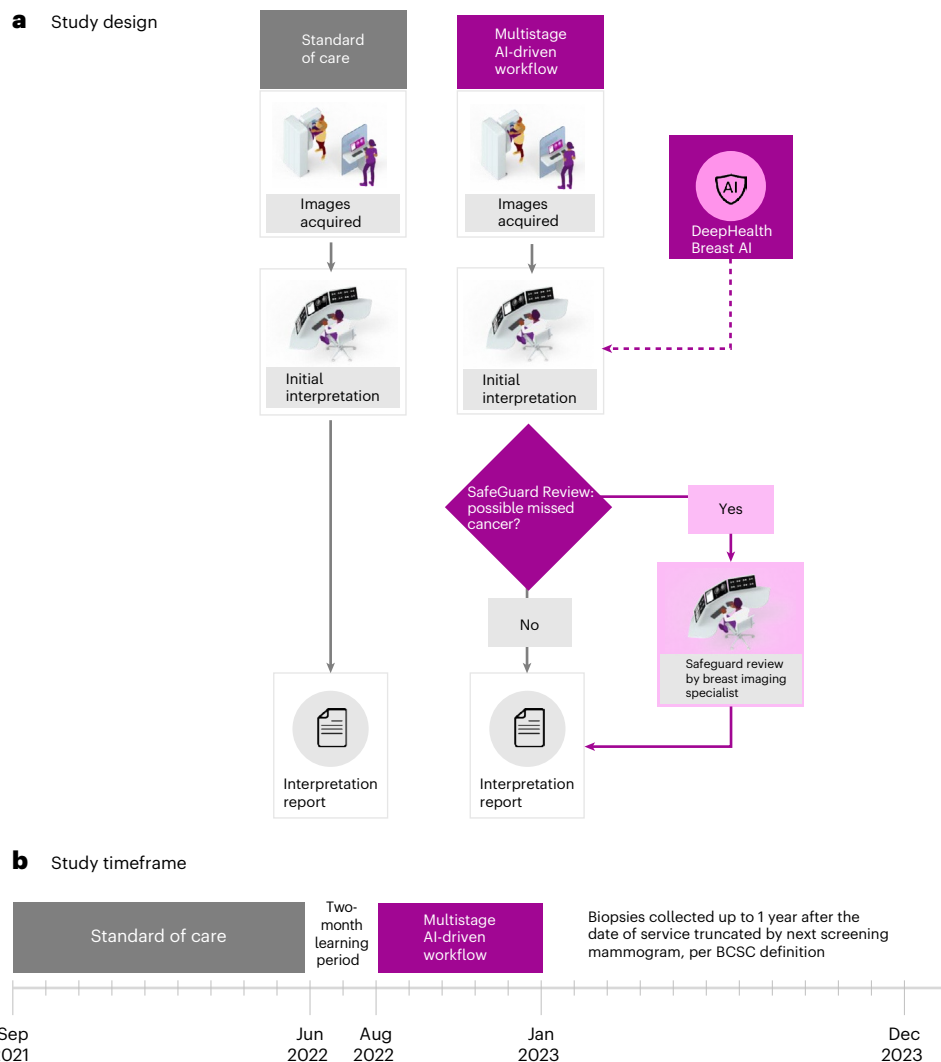 a Study design
Standard
of care
Multistage
AI-driven
workflow
Images
acquired
Images
acquired
AI
DeepHealth
Breast AI
Initial
interpretation
Initial
interpretation
SafeGuard Review:
possible missed
cancer?
Yes
No
Safeguard review
by breast imaging
specialist
Interpretation
report
Interpretation
report
b Study timeframe
Standard of care
Two-
month
learning
period
Multistage
AI-driven
workflow
Biopsies collected up to 1 year after the
date of service truncated by next screening
mammogram, per BCSC definition
Sep
2021
Jun
2022
Aug
2022
Jan
2023
Dec
2023